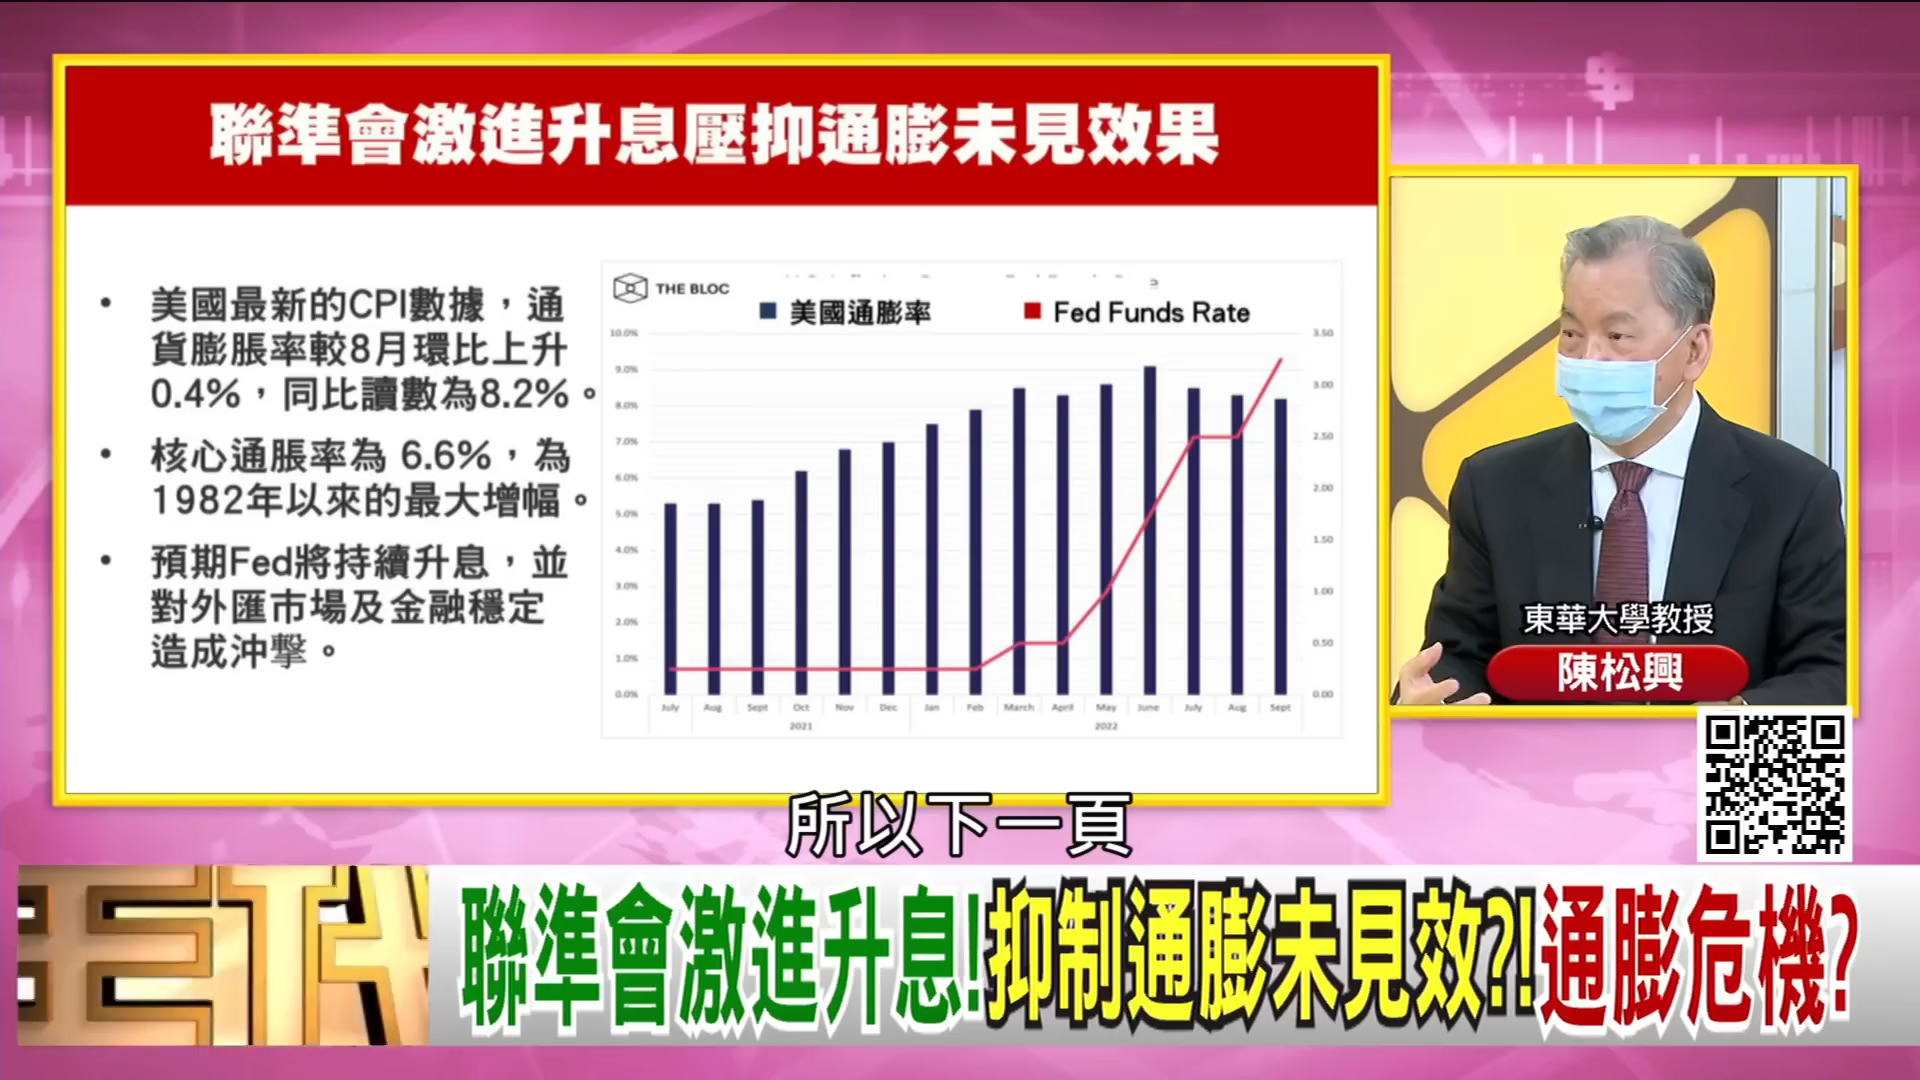 聯準會激進升息壓抑通膨未見效果
• 美國最新的CPI數據，通
貨膨脹率較8月環比上升
0.4%，同比讀數為8.2%。
• 核心通脹率為 6.6%，為
1982年以來的最大增幅。
• 預期Fed將持續升息，並
對外匯市場及金融穩定
造成沖擊。
THE BLOC
美國通膨率 Fed Funds Rate
10.0%
9.0%
8.0%
7.0%
6.0%
5.0%
4.0%
3.0%
2.0%
1.0%
0.0%
3.50
3.00
2.50
2.00
1.50
1.00
0.50
0.00
July Aug Sept Oct Nov Dec Jan Feb March April May June July Aug Sept
2021 2022
東華大學教授
陳松興
所以下一頁
聯準會激進升息!抑制通膨未見效?!通膨危機?